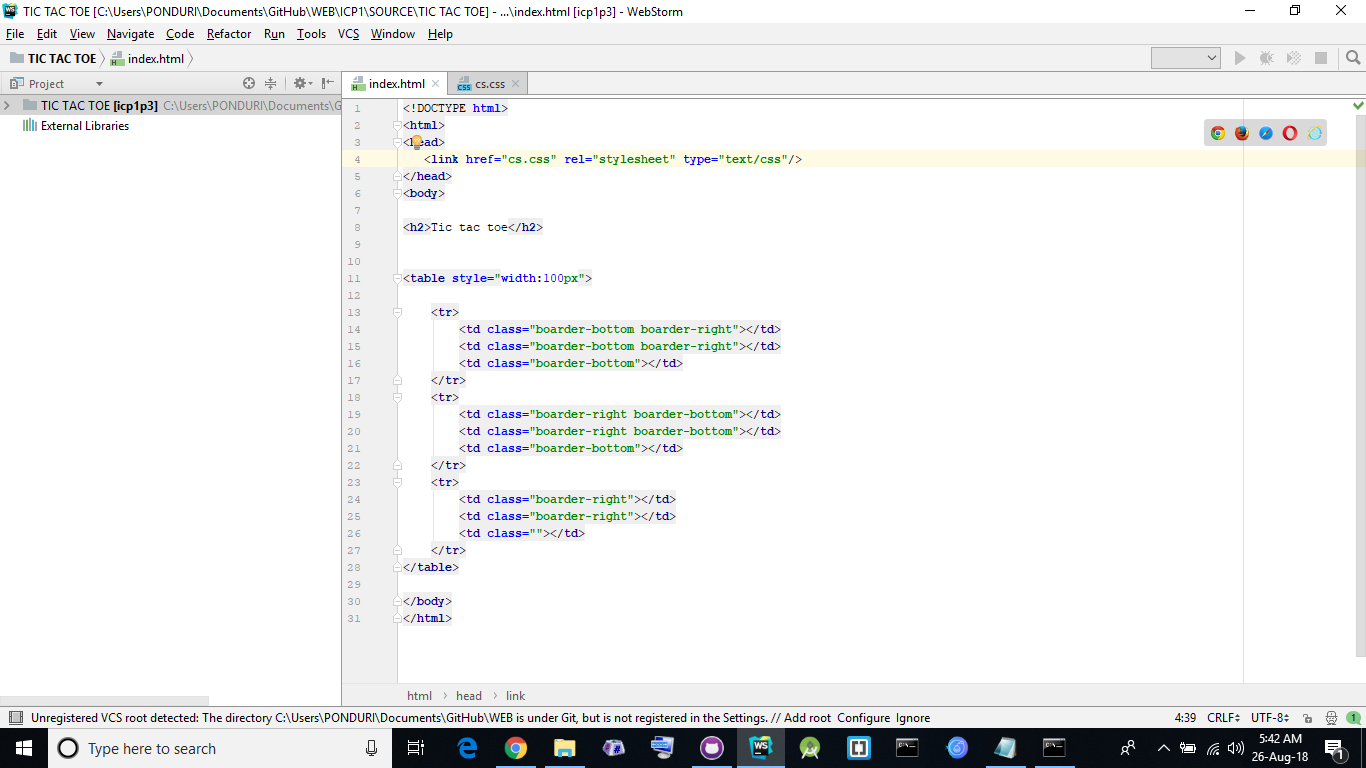 TIC TAC TOE [C:\Users\PONDURI\Documents\GitHub\WEB\ICP1\SOURCE\TIC TAC TOE] - ...\index.html [icp1p3] - WebStorm
File Edit View Navigate Code Refactor Run Tools VCS Window Help
TIC TAC TOE index.html
Project
index.html cs.css
TIC TAC TOE [icp1p3] C:\Users\PONDURI\Documents\G
External Libraries
1 <!DOCTYPE html>
2 <html>
3 <head>
4 <link href="cs.css" rel="stylesheet" type="text/css"/>
5 </head>
6 <body>
7
8 <h2>Tic tac toe</h2>
9
10
11 <table style="width:100px">
12
13 <tr>
14 <td class="boarder-bottom boarder-right"></td>
15 <td class="boarder-bottom boarder-right"></td>
16 <td class="boarder-bottom"></td>
17 </tr>
18 <tr>
19 <td class="boarder-right boarder-bottom"></td>
20 <td class="boarder-right boarder-bottom"></td>
21 <td class="boarder-bottom"></td>
22 </tr>
23 <tr>
24 <td class="boarder-right"></td>
25 <td class="boarder-right"></td>
26 <td class=""></td>
27 </tr>
28 </table>
29
30 </body>
31 </html>
html head link
Unregistered VCS root detected: The directory C:\Users\PONDURI\Documents\GitHub\WEB is under Git, but is not registered in the Settings. // Add root Configure Ignore
4:39 CRLF UTF-8 1
Type here to search
5:42 AM
26-Aug-18
1